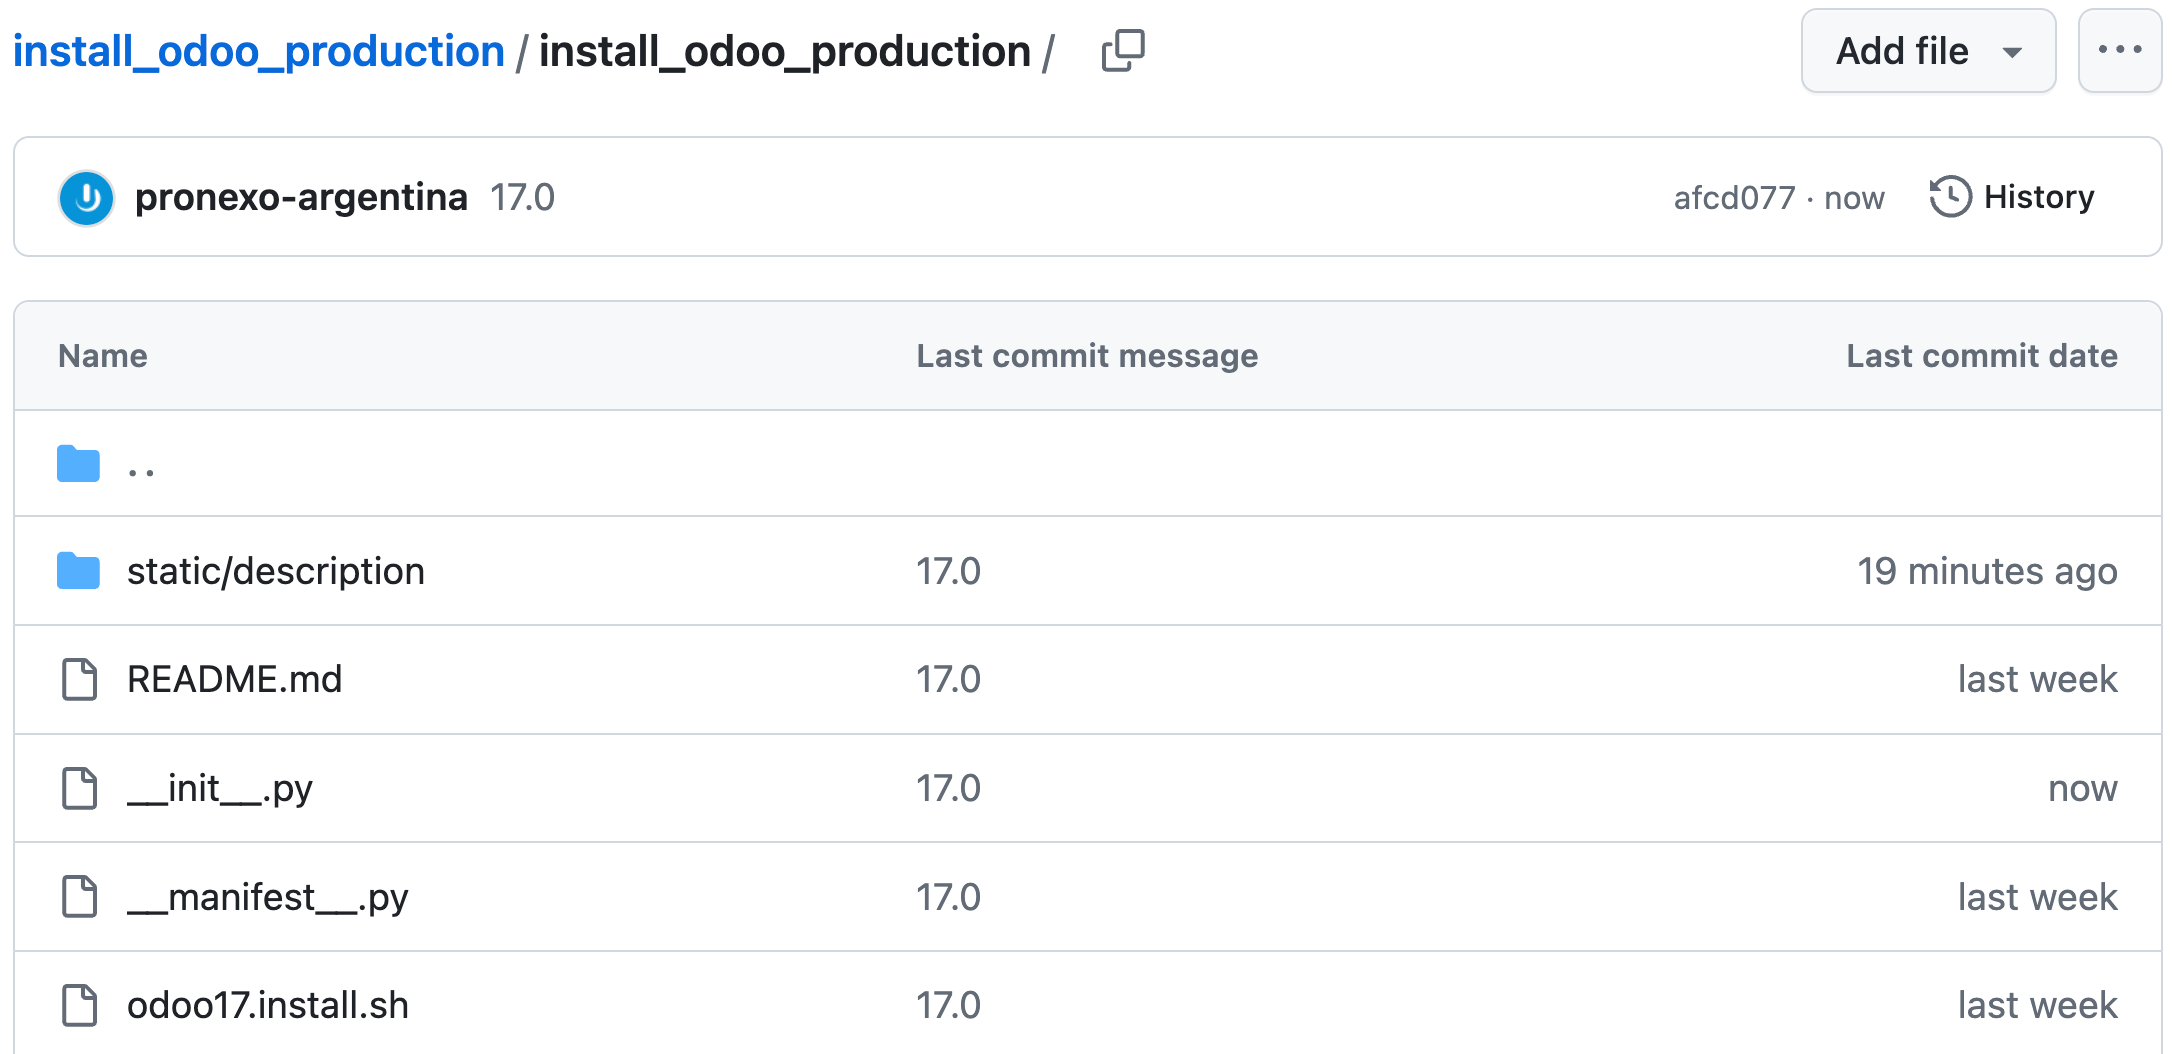 install_odoo_production / install_odoo_production /
Add file
pronexo-argentina 17.0
afcd077 · now
History
Name Last commit message Last commit date
..
static/description 17.0 19 minutes ago
README.md 17.0 last week
__init__.py 17.0 now
__manifest__.py 17.0 last week
odoo17.install.sh 17.0 last week